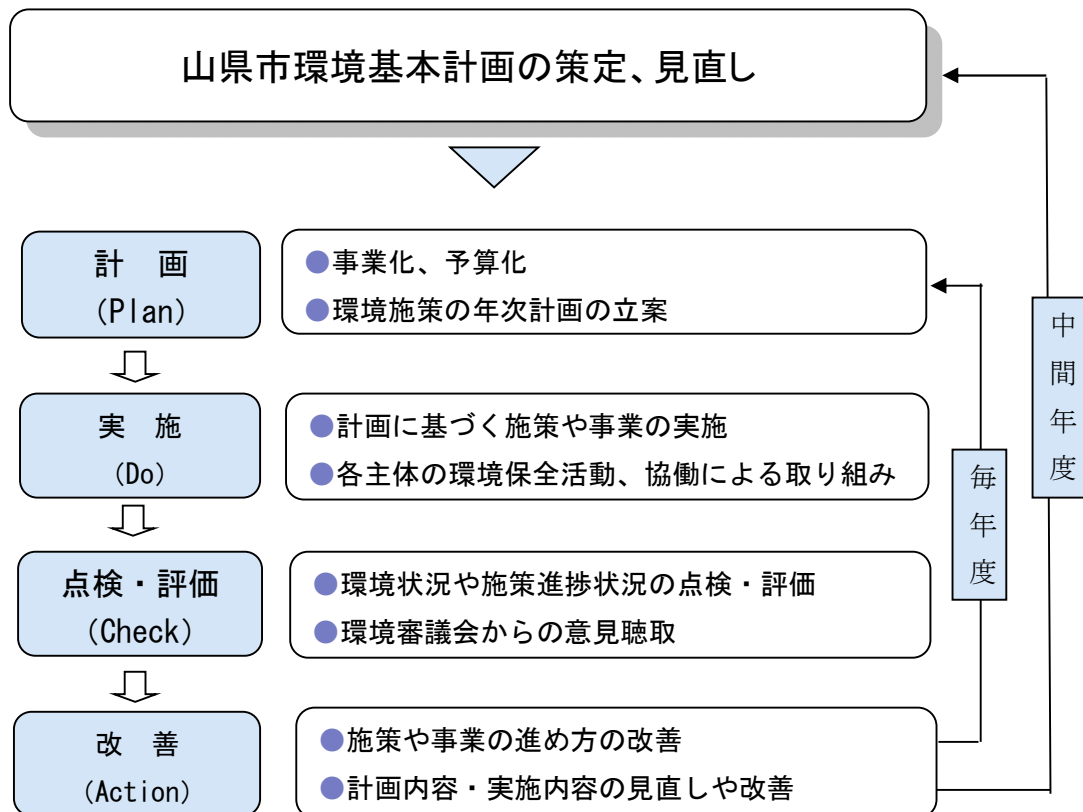 山県市環境基本計画の策定、見直し
計　画
(Plan)
●事業化、予算化
●環境施策の年次計画の立案
実　施
(Do)
●計画に基づく施策や事業の実施
●各主体の環境保全活動、協働による取り組み
点検・評価
(Check)
●環境状況や施策進捗状況の点検・評価
●環境審議会からの意見聴取
改　善
(Action)
●施策や事業の進め方の改善
●計画内容・実施内容の見直しや改善
毎年度
中間年度